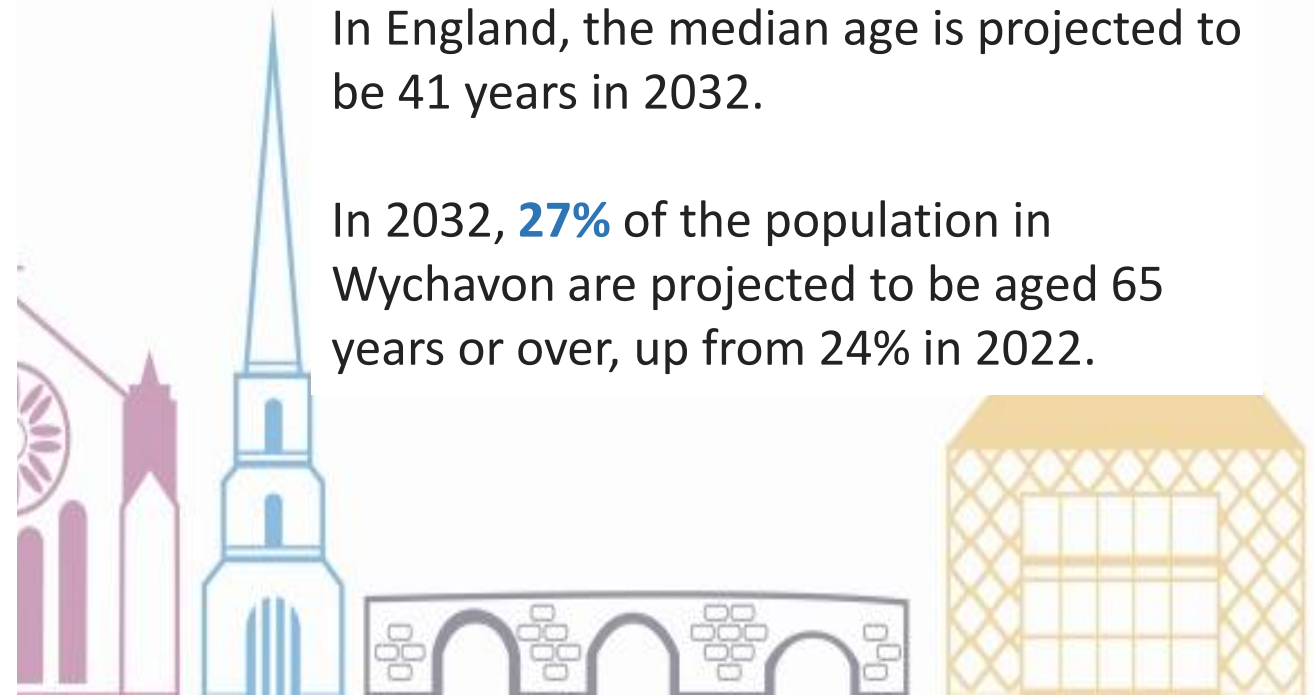 In England, the median age is projected to
be 41 years in 2032.
In 2032, 27% of the population in
Wychavon are projected to be aged 65
years or over, up from 24% in 2022.